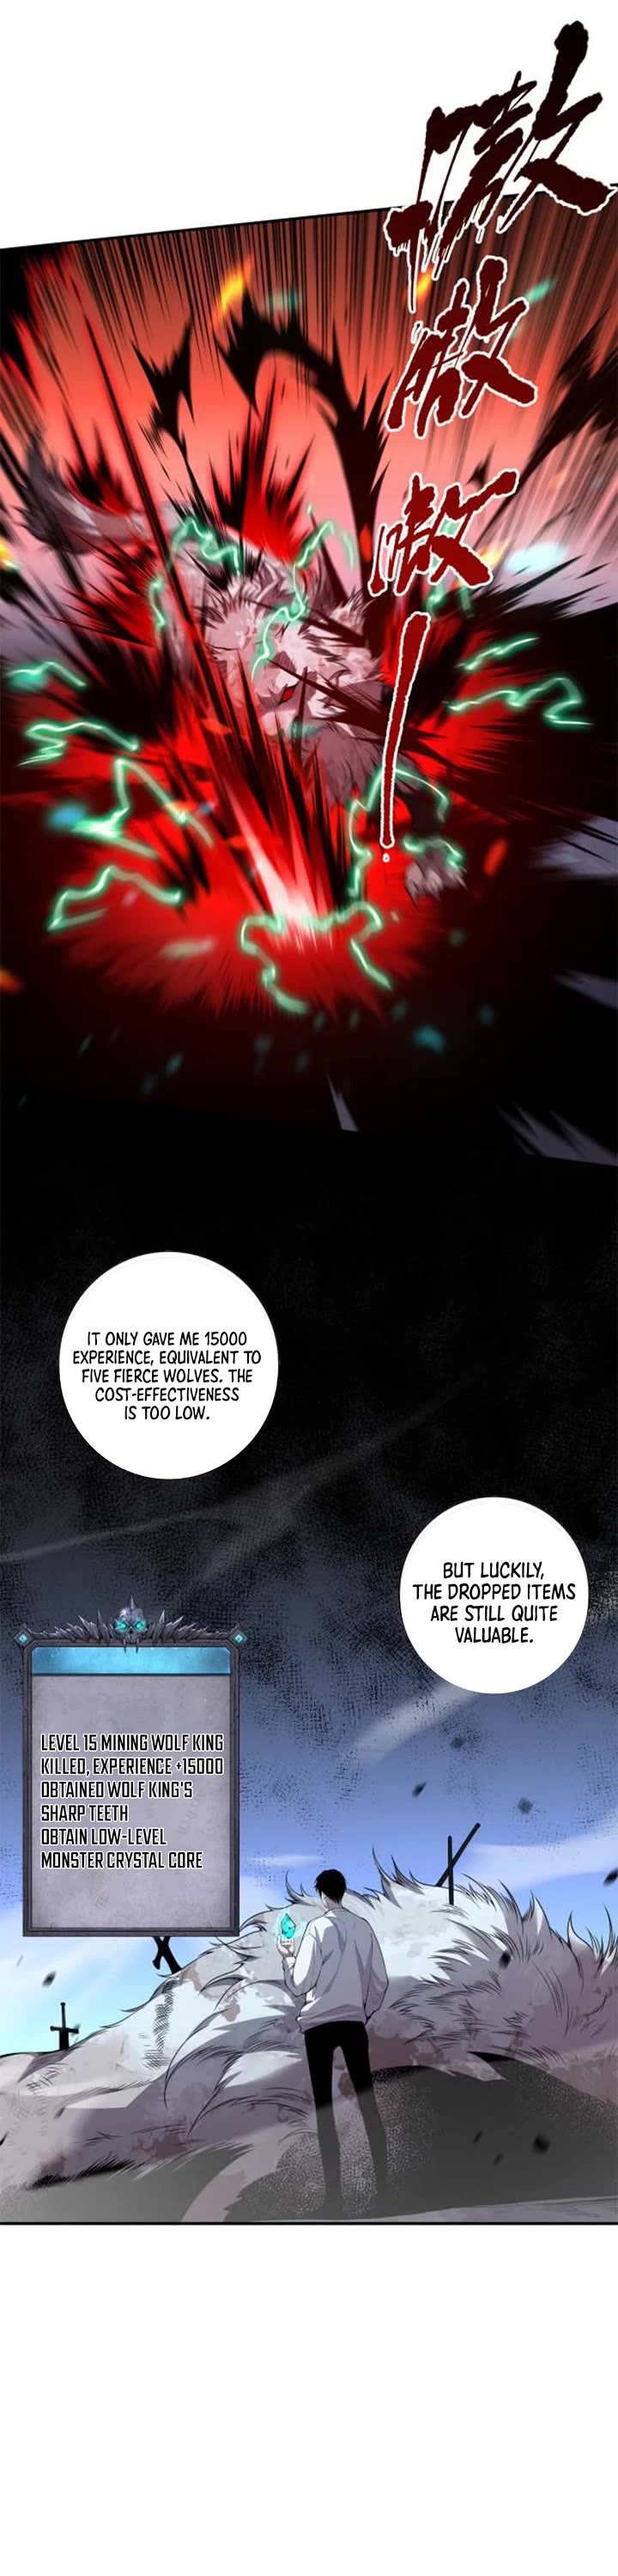 嗷
嗷
嗷
！
IT ONLY GAVE ME 15000
EXPERIENCE, EQUIVALENT TO
FIVE FIERCE WOLVES. THE
COST-EFFECTIVENESS
IS TOO LOW.
BUT LUCKILY,
THE DROPPED ITEMS
ARE STILL QUITE
VALUABLE.
LEVEL 15 MINING WOLF KING
KILLED, EXPERIENCE +15000
OBTAINED WOLF KING'S
SHARP TEETH
OBTAIN LOW-LEVEL
MONSTER CRYSTAL CORE